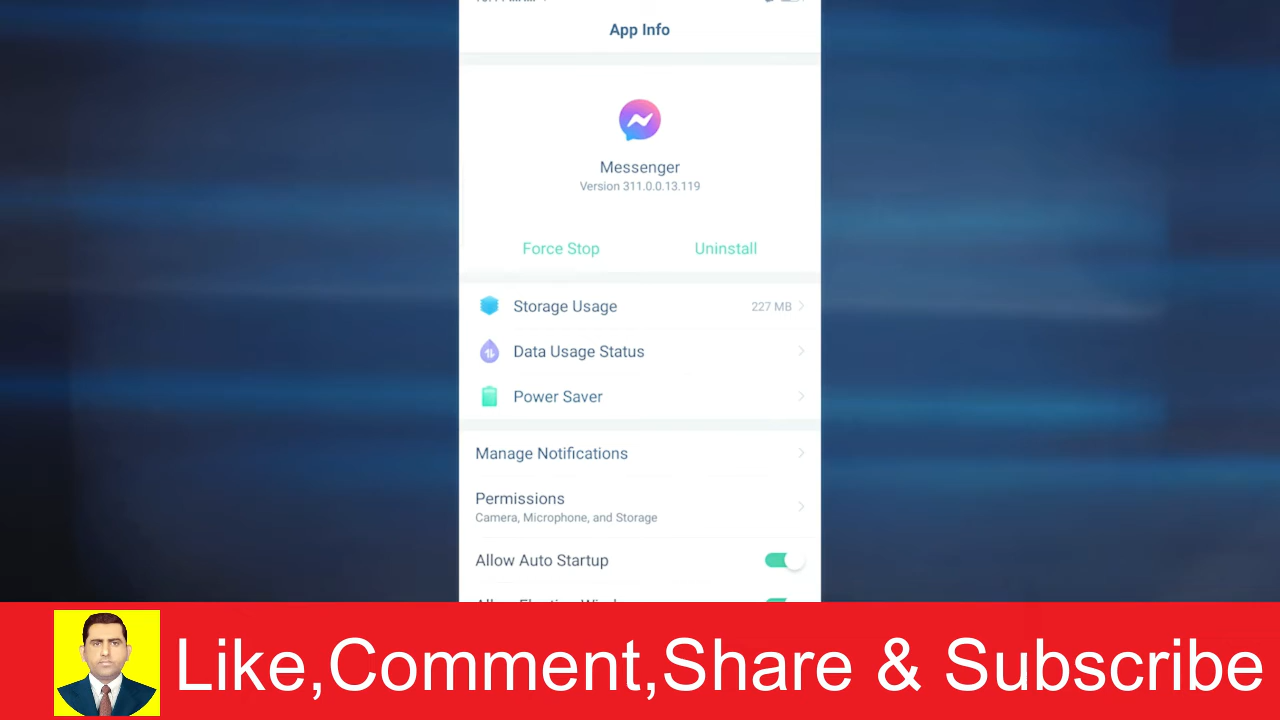 App Info
Messenger
Version 311.0.0.13.119
Force Stop Uninstall
Storage Usage 227 MB
Data Usage Status
Power Saver
Manage Notifications
Permissions
Camera, Microphone, and Storage
Allow Auto Startup
Like,Comment,Share & Subscribe